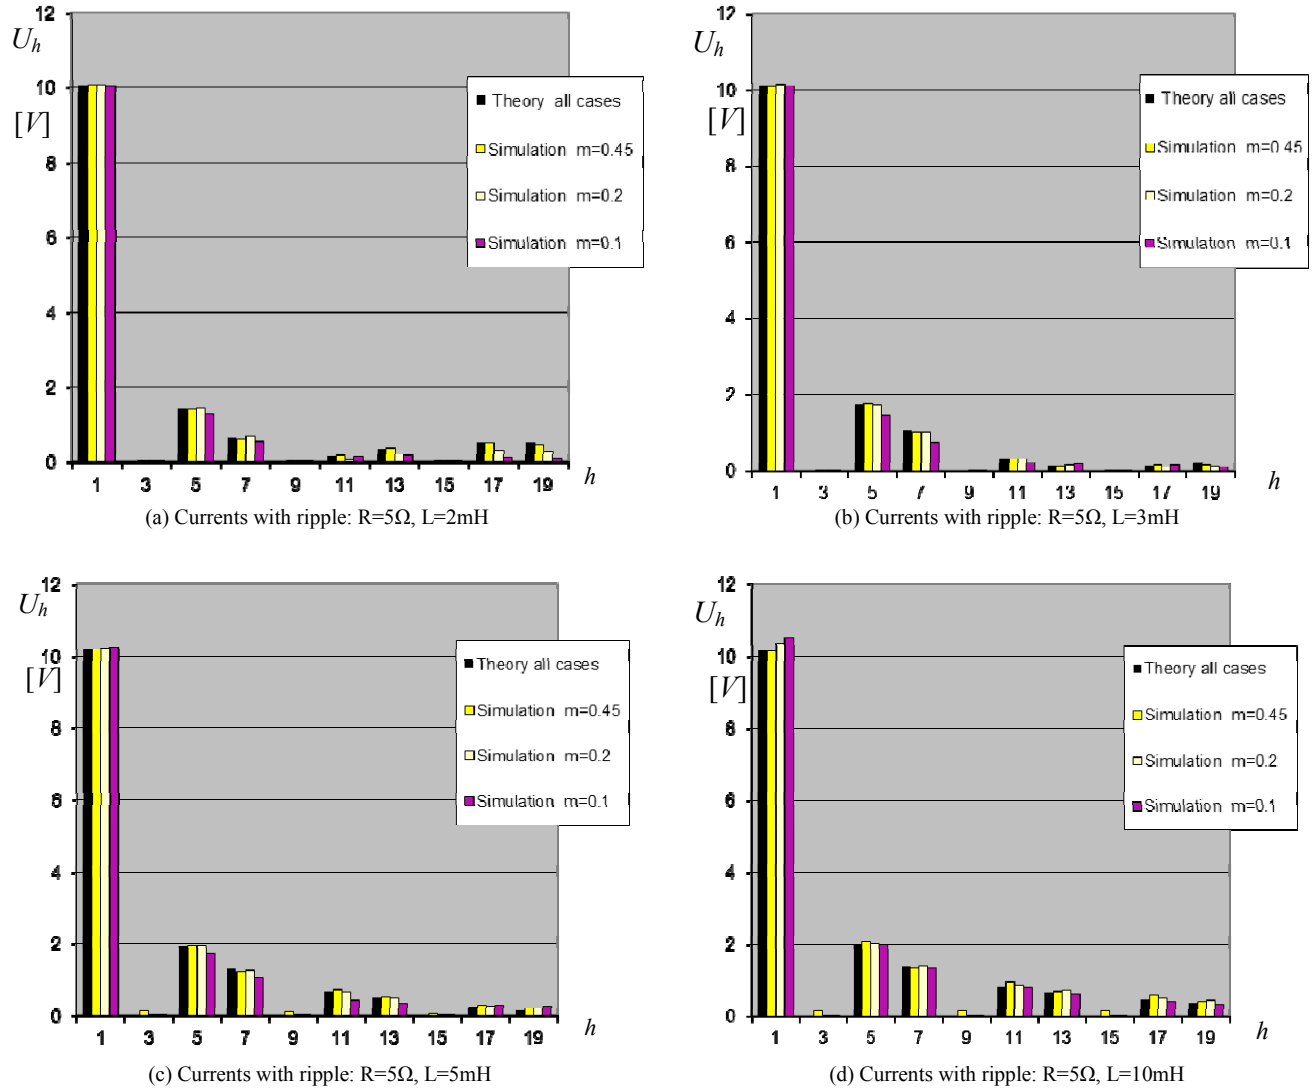 12
U_h
10
[V]
8
6
4
2
0
1 3 5 7 9 11 13 15 17 19 h
Theory all cases
Simulation m=0.45
Simulation m=0.2
Simulation m=0.1
(a) Currents with ripple: R=5Ω, L=2mH
12
U_h
10
[V]
8
6
4
2
0
1 3 5 7 9 11 13 15 17 19 h
Theory all cases
Simulation m=0.45
Simulation m=0.2
Simulation m=0.1
(b) Currents with ripple: R=5Ω, L=3mH
12
U_h
10
[V]
8
6
4
2
0
1 3 5 7 9 11 13 15 17 19 h
Theory all cases
Simulation m=0.45
Simulation m=0.2
Simulation m=0.1
(c) Currents with ripple: R=5Ω, L=5mH
12
U_h
10
[V]
8
6
4
2
0
1 3 5 7 9 11 13 15 17 19 h
Theory all cases
Simulation m=0.45
Simulation m=0.2
Simulation m=0.1
(d) Currents with ripple: R=5Ω, L=10mH